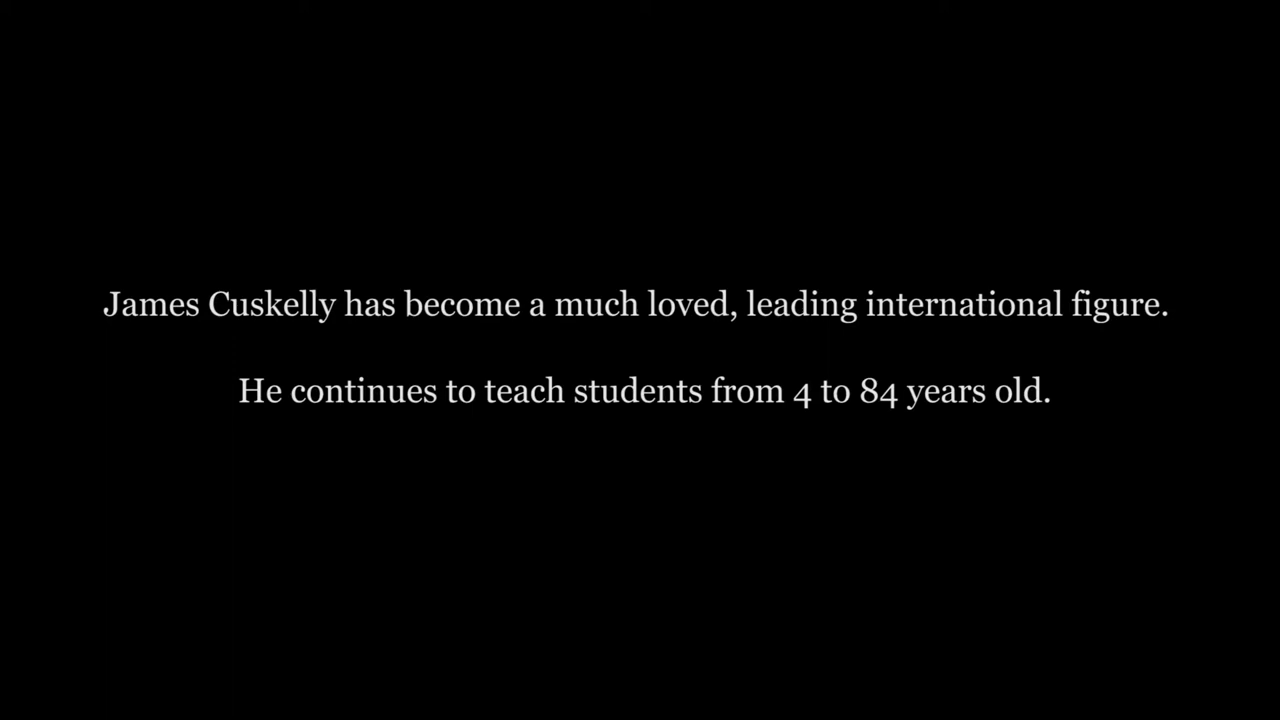 James Cuskelly has become a much loved, leading international figure.
He continues to teach students from 4 to 84 years old.